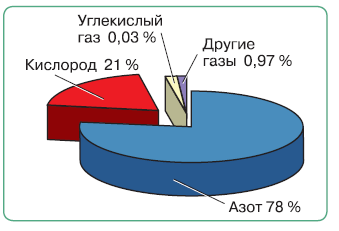 Углекислый
газ 0,03 %
Другие
газы 0,97 %
Кислород 21 %
Азот 78 %